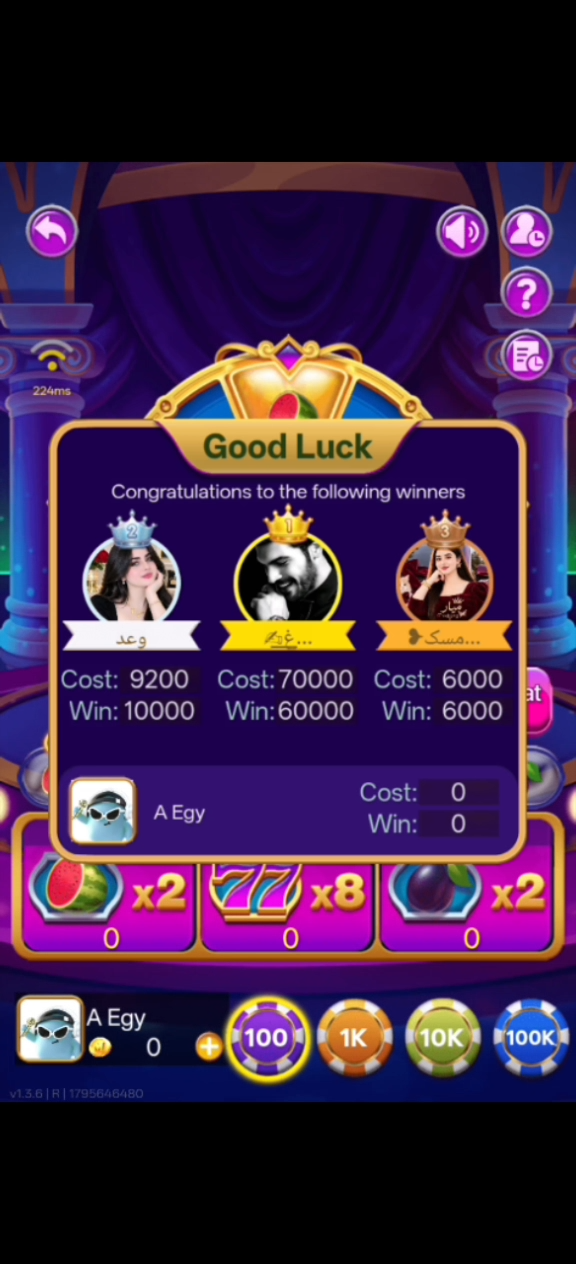 224ms
Good Luck
Congratulations to the following winners
2 1 3
وعد
...غ✍
مسک...❥
Cost: 9200 Cost: 70000 Cost: 6000
Win: 10000 Win: 60000 Win: 6000
at
A Egy
Cost: 0
Win: 0
x2 77 x8 x2
0 0 0
A Egy
0
100 1K 10K 100K
v1.3.6 | R | 1795646480